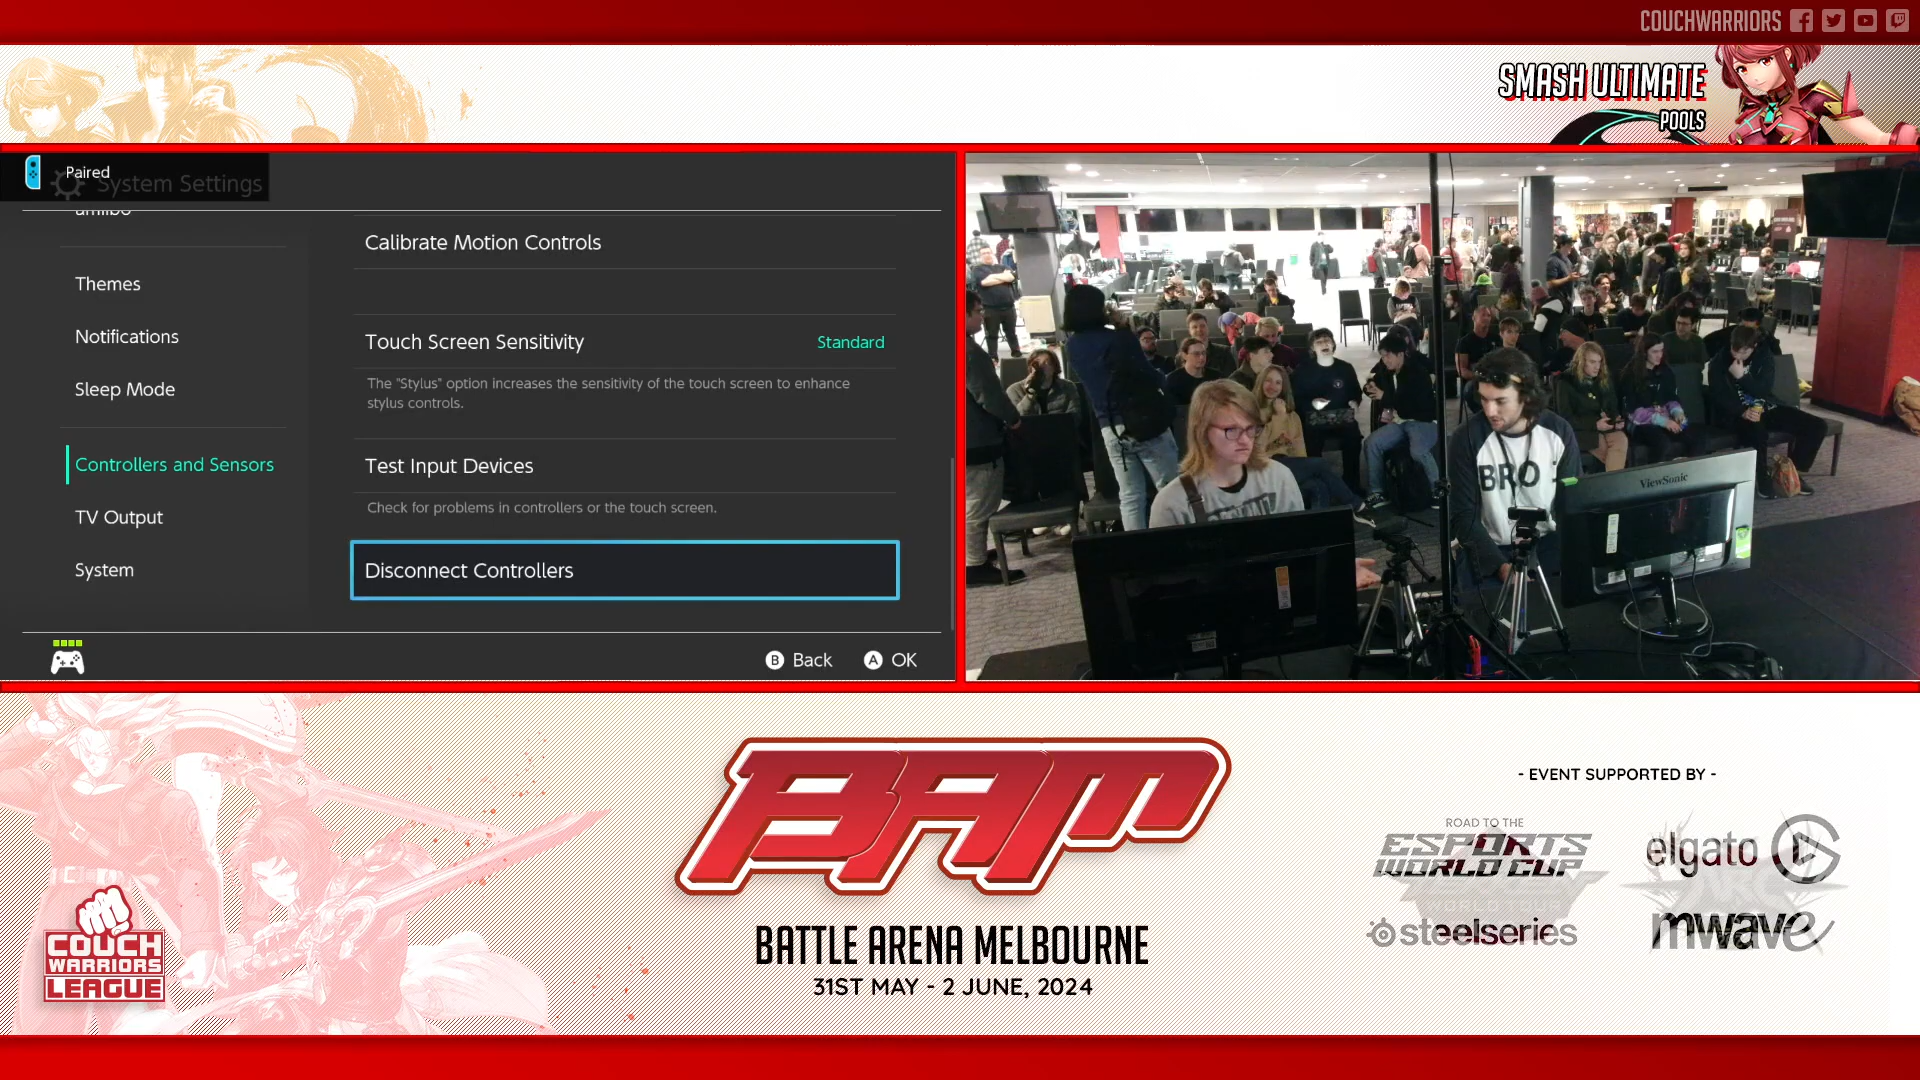 COUCHWARRIORS
SMASH ULTIMATE
POOLS
Paired
System Settings
amiibo
Themes
Notifications
Sleep Mode
Controllers and Sensors
TV Output
System
Calibrate Motion Controls
Touch Screen Sensitivity
Standard
The "Stylus" option increases the sensitivity of the touch screen to enhance
stylus controls.
Test Input Devices
Check for problems in controllers or the touch screen.
Disconnect Controllers
B Back
A OK
BRO
ViewSonic
BAM
BATTLE ARENA MELBOURNE
31ST MAY - 2 JUNE, 2024
COUCH
WARRIORS
LEAGUE
- EVENT SUPPORTED BY -
ROAD TO THE
ESPORTS
WORLD CUP
WORLD TOUR
elgato
steelseries
mwave